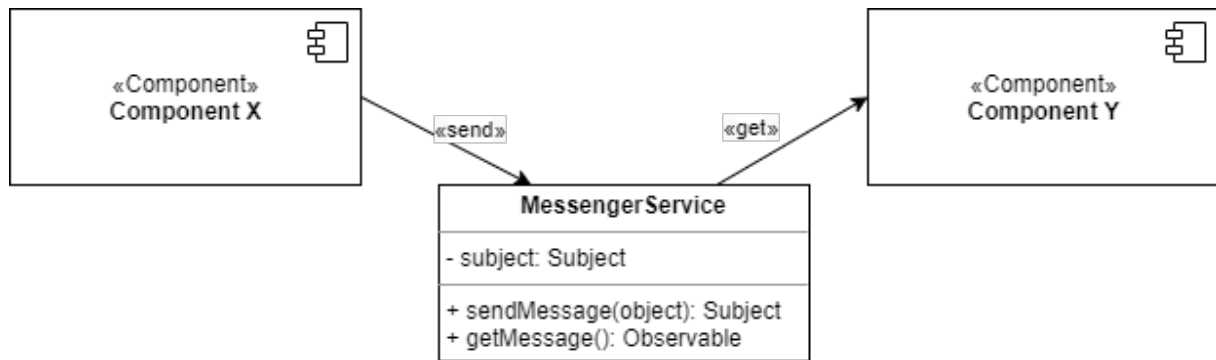 «Component»
Component X
«send»
«get»
«Component»
Component Y
MessengerService
- subject: Subject
+ sendMessage(object): Subject
+ getMessage(): Observable